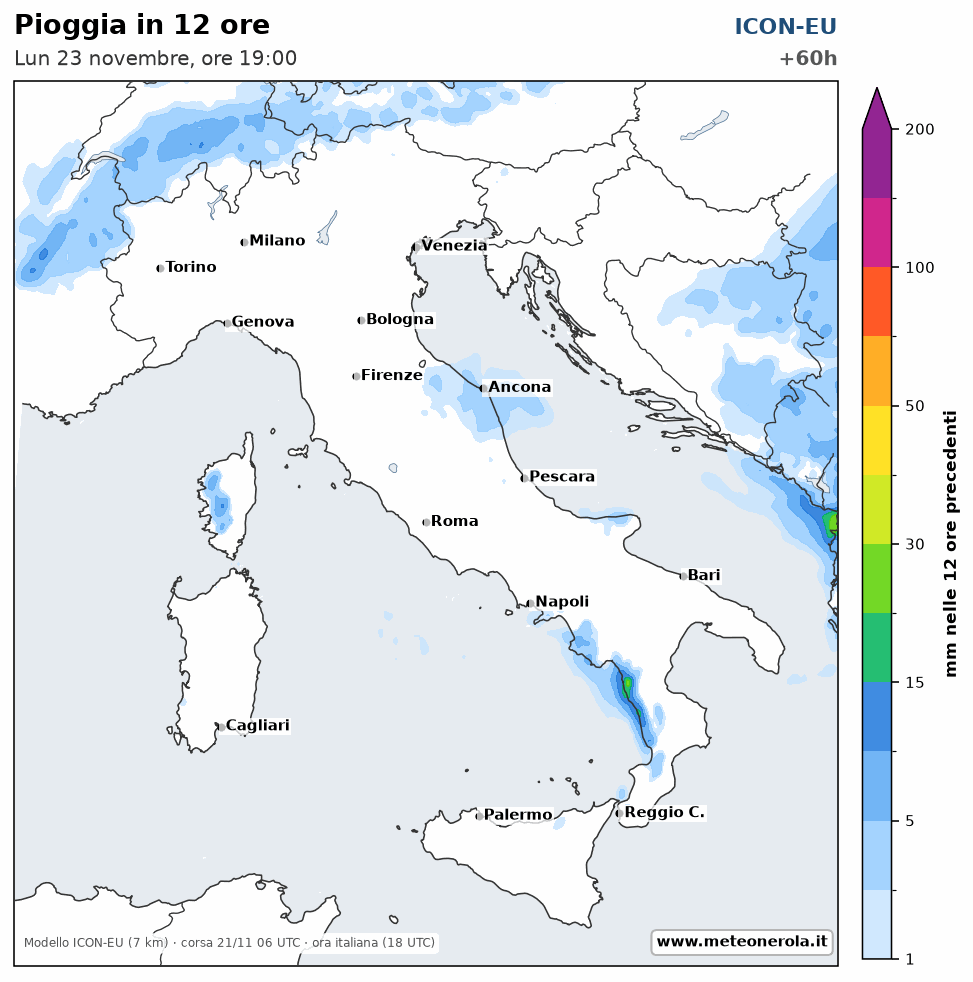 Pioggia in 12 ore
ICON-EU
Lun 23 novembre, ore 19:00
+60h
200
100
50
30
15
5
1
mm nelle 12 ore precedenti
Milano
Venezia
Torino
Genova
Bologna
Firenze
Ancona
Pescara
Roma
Bari
Napoli
Cagliari
Palermo
Reggio C.
Modello ICON-EU (7 km) · corsa 21/11 06 UTC · ora italiana (18 UTC)
www.meteonerola.it